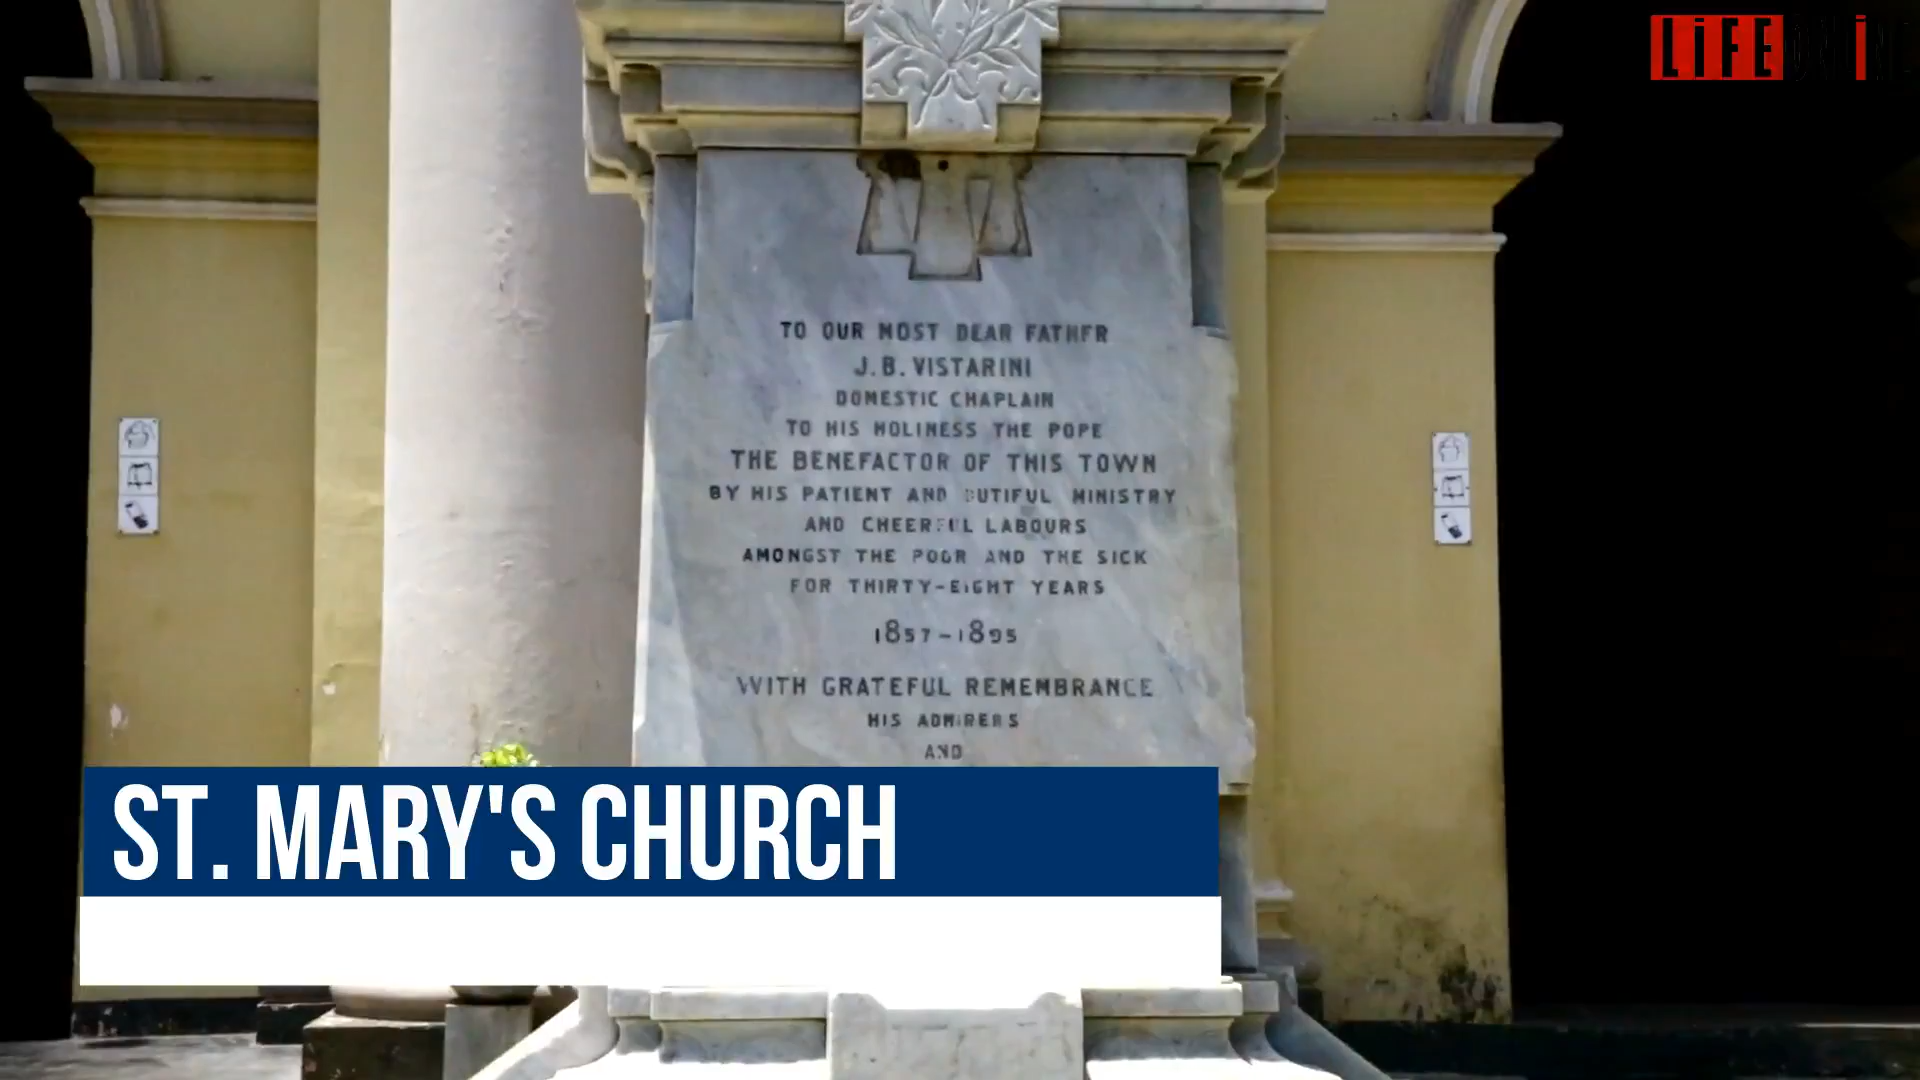 LiFE ONLiN
TO OUR MOST DEAR FATHER
J. B. VISTARINI
DOMESTIC CHAPLAIN
TO HIS HOLINESS THE POPE
THE BENEFACTOR OF THIS TOWN
BY HIS PATIENT AND DUTIFUL MINISTRY
AND CHEERFUL LABOURS
AMONGST THE POOR AND THE SICK
FOR THIRTY-EIGHT YEARS
1857-1895
WITH GRATEFUL REMEMBRANCE
HIS ADMIRERS
AND
ST. MARY'S CHURCH